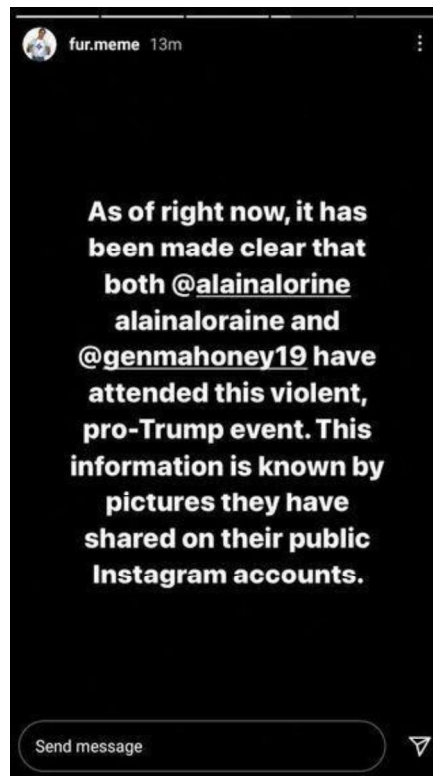 fur.meme 13m
As of right now, it has
been made clear that
both @alainalorine
alainaloraine and
@genmahoney19 have
attended this violent,
pro-Trump event. This
information is known by
pictures they have
shared on their public
Instagram accounts.
Send message